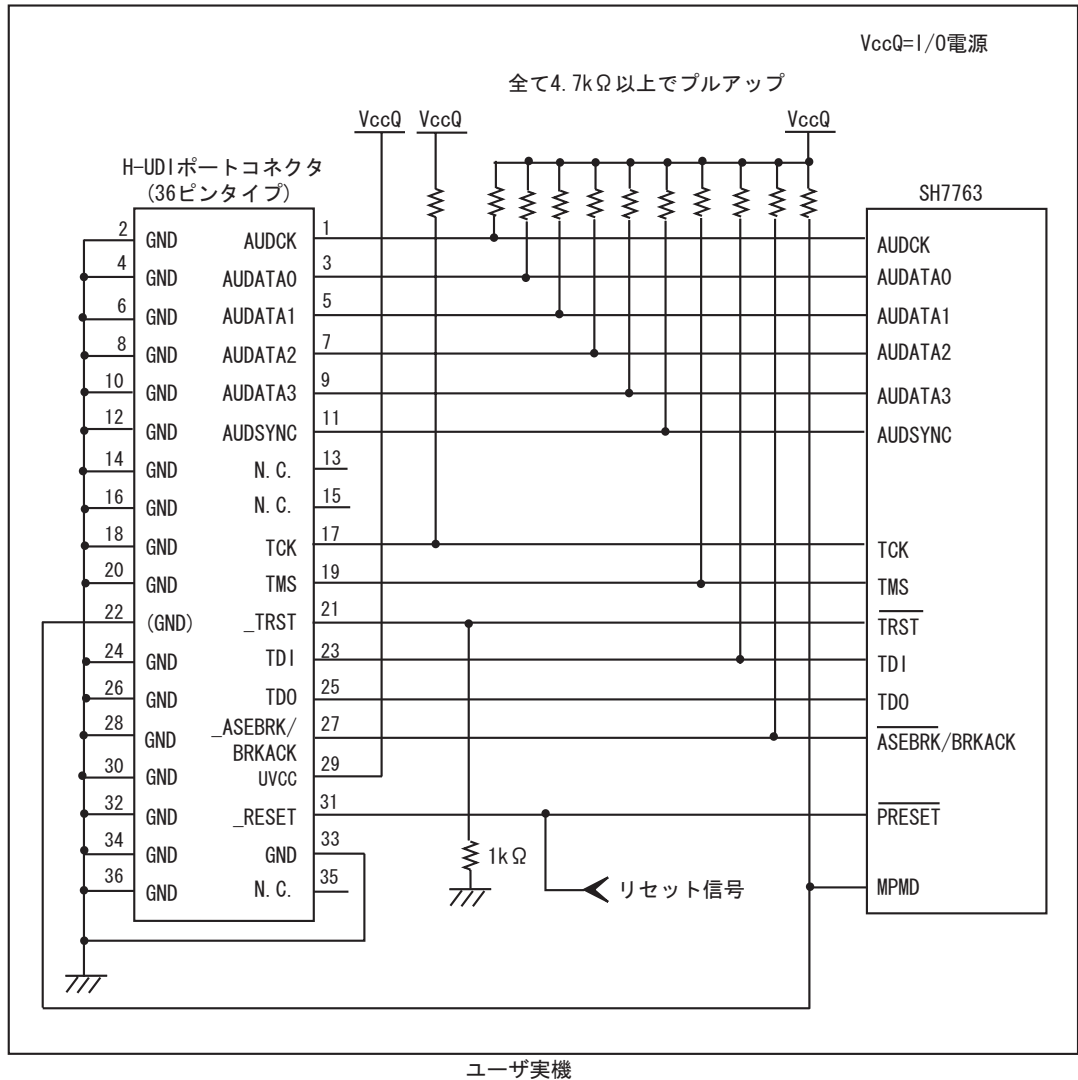 VccQ=I/O電源
全て4.7kΩ以上でプルアップ
VccQ VccQ VccQ
H-UDIポートコネクタ
(36ピンタイプ)
SH7763
2 GND AUDCK 1 AUDCK
4 GND AUDATA0 3 AUDATA0
6 GND AUDATA1 5 AUDATA1
8 GND AUDATA2 7 AUDATA2
10 GND AUDATA3 9 AUDATA3
12 GND AUDSYNC 11 AUDSYNC
14 GND N.C. 13
16 GND N.C. 15
18 GND TCK 17 TCK
20 GND TMS 19 TMS
22 (GND) _TRST 21 TRST
24 GND TDI 23 TDI
26 GND TDO 25 TDO
28 GND _ASEBRK/ 27 ASEBRK/BRKACK
BRKACK
30 GND UVCC 29
32 GND _RESET 31 PRESET
34 GND GND 33 1kΩ
36 GND N.C. 35 リセット信号 MPMD
ユーザ実機